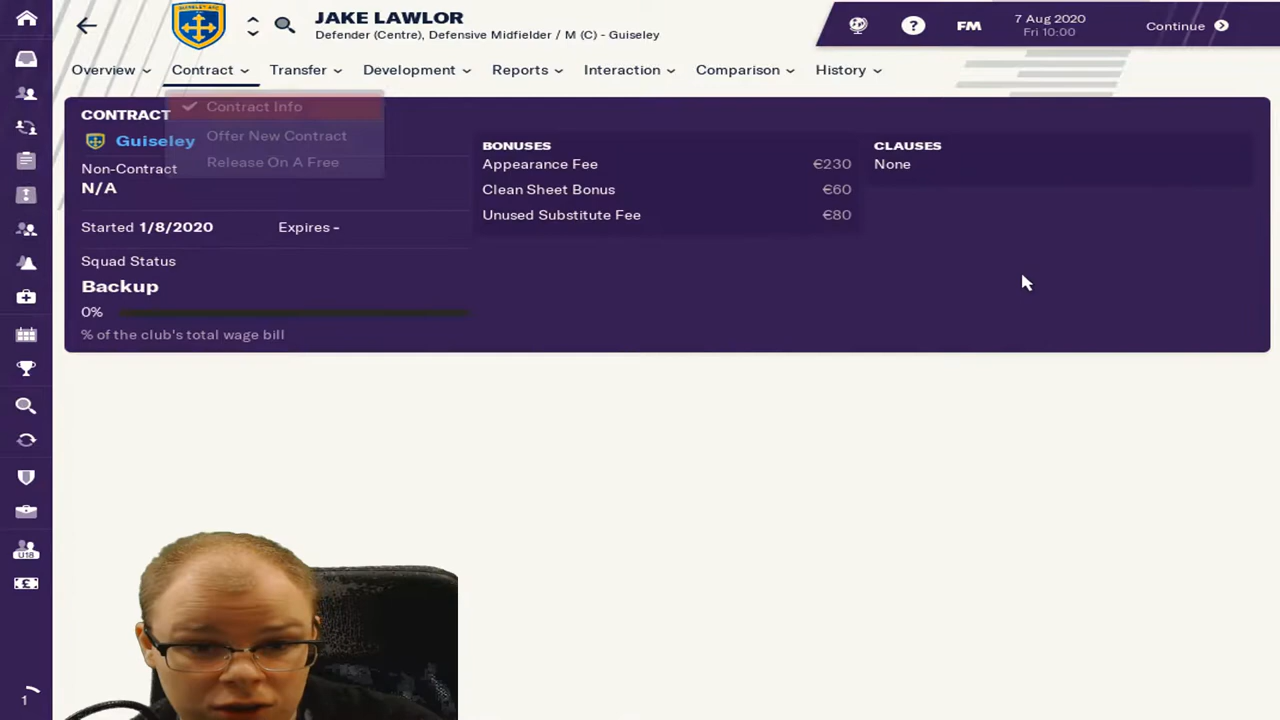 JAKE LAWLOR
Defender (Centre), Defensive Midfielder / M (C) - Guiseley
FM
7 Aug 2020
Fri 10:00
Continue
Overview
Contract
Transfer
Development
Reports
Interaction
Comparison
History
Contract Info
Offer New Contract
Release On A Free
CONTRACT
Guiseley
Non-Contract
N/A
Started 1/8/2020 Expires -
Squad Status
Backup
0%
% of the club's total wage bill
BONUSES
Appearance Fee €230
Clean Sheet Bonus €60
Unused Substitute Fee €80
CLAUSES
None
U18
1